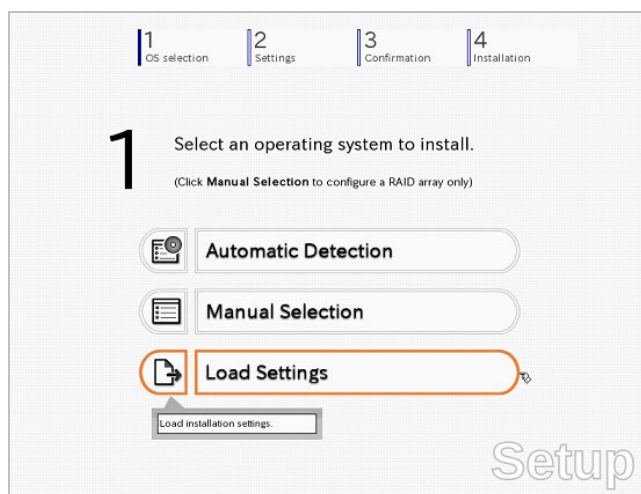 1
OS selection
2
Settings
3
Confirmation
4
Installation
1
Select an operating system to install.
(Click Manual Selection to configure a RAID array only)
Automatic Detection
Manual Selection
Load Settings
Load installation settings.
Setup